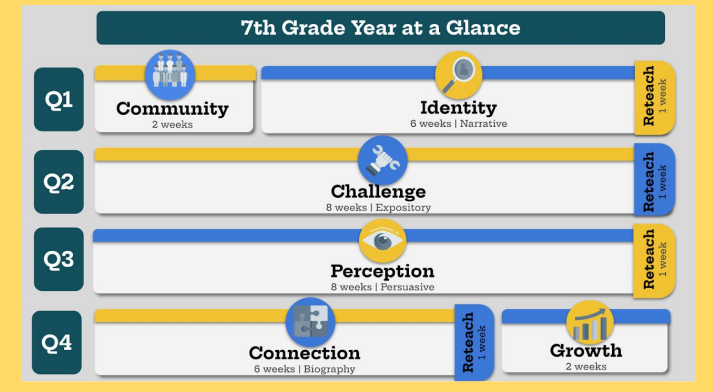 7th Grade Year at a Glance
Q1
Community
2 weeks
Identity
6 weeks | Narrative
Reteach
1 week
Q2
Challenge
8 weeks | Expository
Reteach
1 week
Q3
Perception
8 weeks | Persuasive
Reteach
1 week
Q4
Connection
6 weeks | Biography
Reteach
1 week
Growth
2 weeks